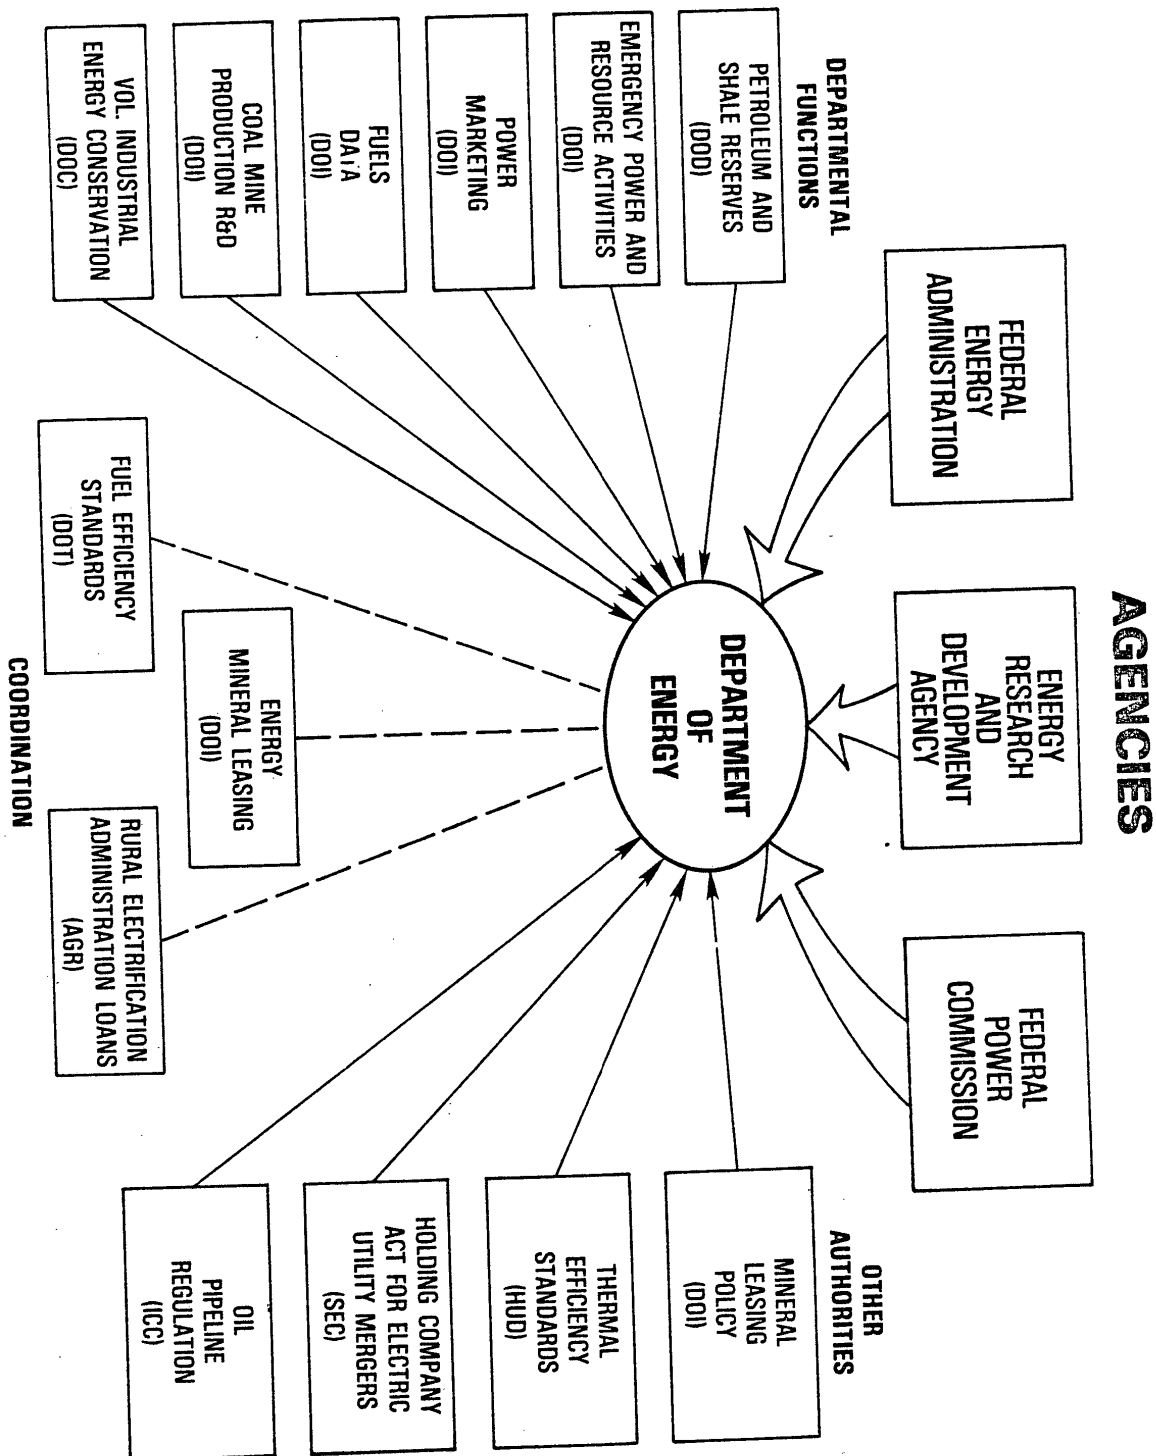 AGENCIES
FEDERAL
ENERGY
ADMINISTRATION
ENERGY
RESEARCH
AND
DEVELOPMENT
AGENCY
FEDERAL
POWER
COMMISSION
DEPARTMENTAL
FUNCTIONS
PETROLEUM AND
SHALE RESERVES
(DOD)
EMERGENCY POWER AND
RESOURCE ACTIVITIES
(DOI)
POWER
MARKETING
(DOI)
FUELS
DATA
(DOI)
COAL MINE
PRODUCTION R&D
(DOI)
VOL. INDUSTRIAL
ENERGY CONSERVATION
(DOC)
DEPARTMENT
OF
ENERGY
OTHER
AUTHORITIES
MINERAL
LEASING
POLICY
(DOI)
THERMAL
EFFICIENCY
STANDARDS
(HUD)
HOLDING COMPANY
ACT FOR ELECTRIC
UTILITY MERGERS
(SEC)
OIL
PIPELINE
REGULATION
(ICC)
FUEL EFFICIENCY
STANDARDS
(DOT)
ENERGY
MINERAL LEASING
(DOI)
RURAL ELECTRIFICATION
ADMINISTRATION LOANS
(AGR)
COORDINATION